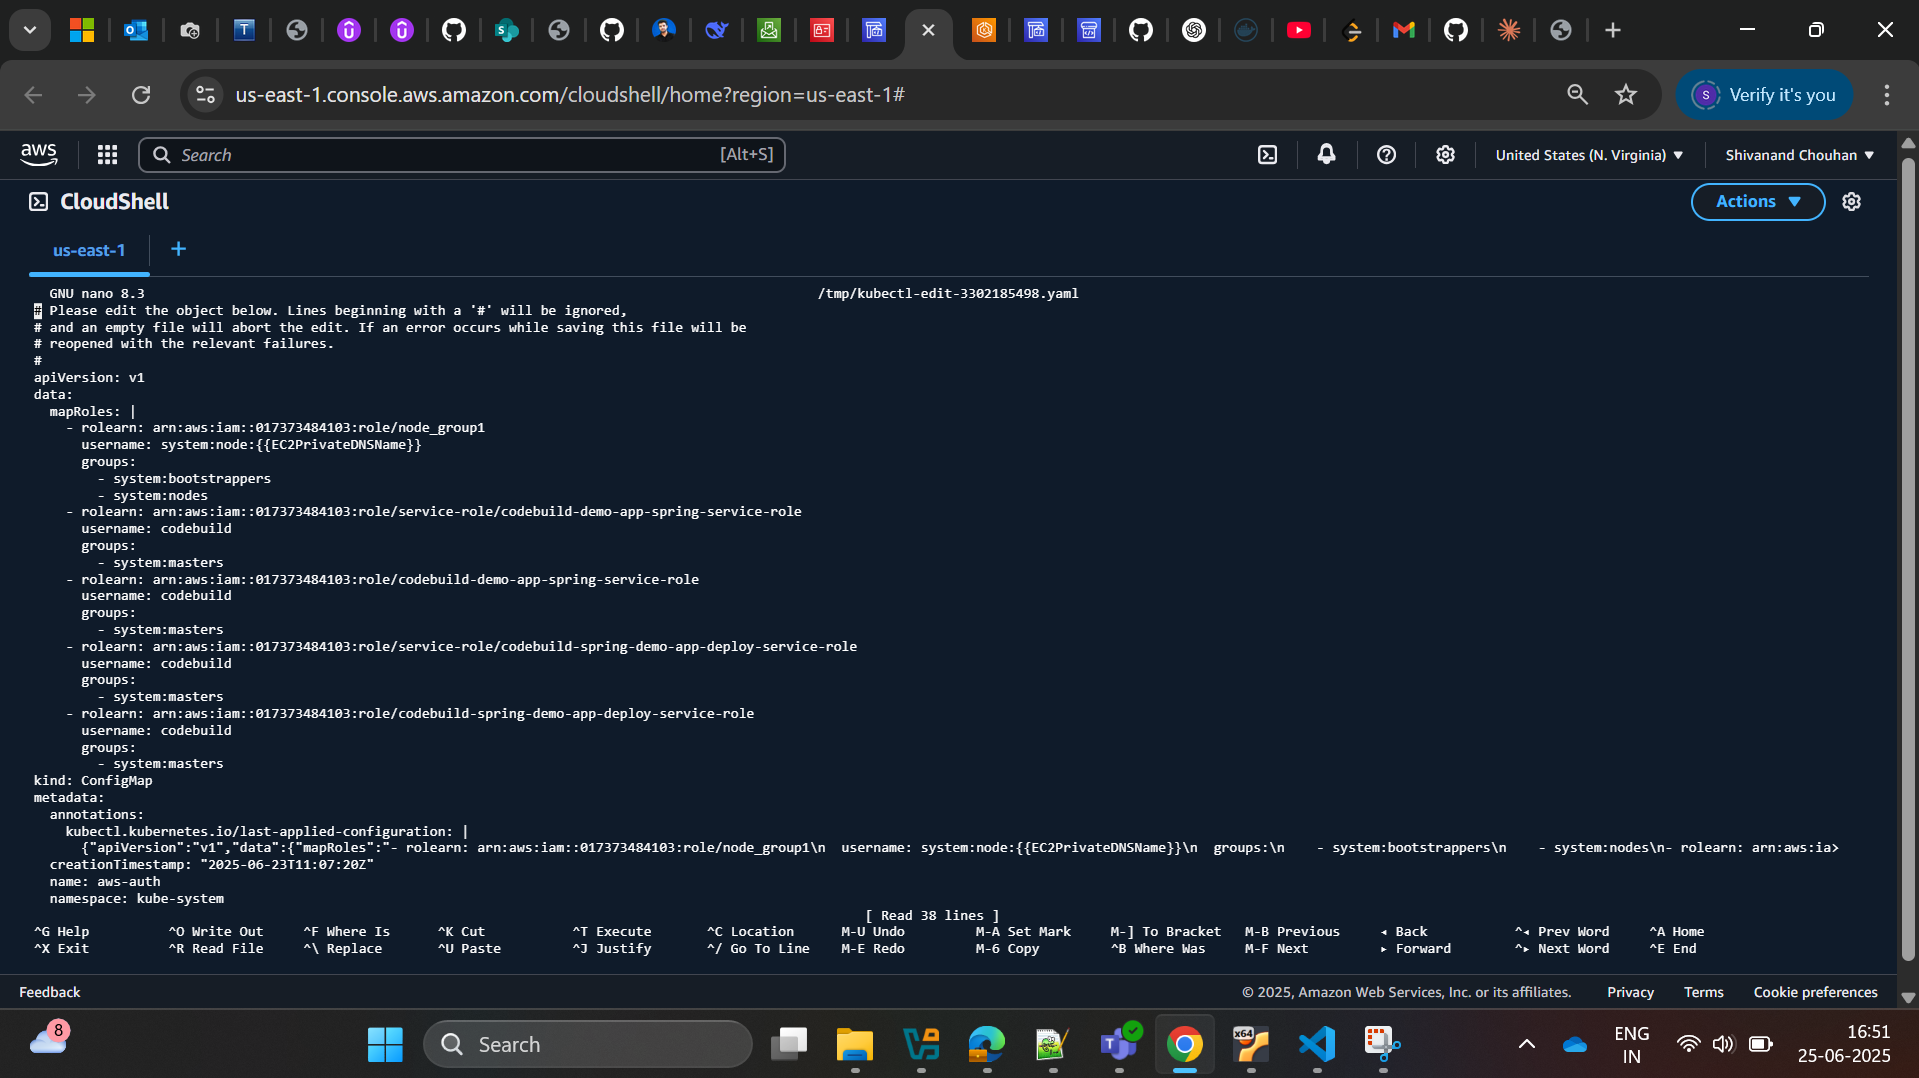 us-east-1.console.aws.amazon.com/cloudshell/home?region=us-east-1#
S Verify it's you
aws
Search [Alt+S]
United States (N. Virginia)
Shivanand Chouhan
CloudShell
Actions
us-east-1
GNU nano 8.3 /tmp/kubectl-edit-3302185498.yaml
# Please edit the object below. Lines beginning with a '#' will be ignored,
# and an empty file will abort the edit. If an error occurs while saving this file will be
# reopened with the relevant failures.
#
apiVersion: v1
data:
mapRoles: |
- rolearn: arn:aws:iam::017373484103:role/node_group1
username: system:node:{{EC2PrivateDNSName}}
groups:
- system:bootstrappers
- system:nodes
- rolearn: arn:aws:iam::017373484103:role/service-role/codebuild-demo-app-spring-service-role
username: codebuild
groups:
- system:masters
- rolearn: arn:aws:iam::017373484103:role/codebuild-demo-app-spring-service-role
username: codebuild
groups:
- system:masters
- rolearn: arn:aws:iam::017373484103:role/service-role/codebuild-spring-demo-app-deploy-service-role
username: codebuild
groups:
- system:masters
- rolearn: arn:aws:iam::017373484103:role/codebuild-spring-demo-app-deploy-service-role
username: codebuild
groups:
- system:masters
kind: ConfigMap
metadata:
annotations:
kubectl.kubernetes.io/last-applied-configuration: |
{"apiVersion":"v1","data":{"mapRoles":"- rolearn: arn:aws:iam::017373484103:role/node_group1\n  username: system:node:{{EC2PrivateDNSName}}\n  groups:\n    - system:bootstrappers\n    - system:nodes\n- rolearn: arn:aws:ia>
creationTimestamp: "2025-06-23T11:07:20Z"
name: aws-auth
namespace: kube-system
[ Read 38 lines ]
^G Help ^O Write Out ^F Where Is ^K Cut ^T Execute ^C Location M-U Undo M-A Set Mark M-] To Bracket M-B Previous ◂ Back ^◂ Prev Word ^A Home
^X Exit ^R Read File ^\ Replace ^U Paste ^J Justify ^/ Go To Line M-E Redo M-6 Copy ^B Where Was M-F Next ▸ Forward ^▸ Next Word ^E End
Feedback
© 2025, Amazon Web Services, Inc. or its affiliates. Privacy Terms Cookie preferences
8
Search
x64
ENG
IN
16:51
25-06-2025